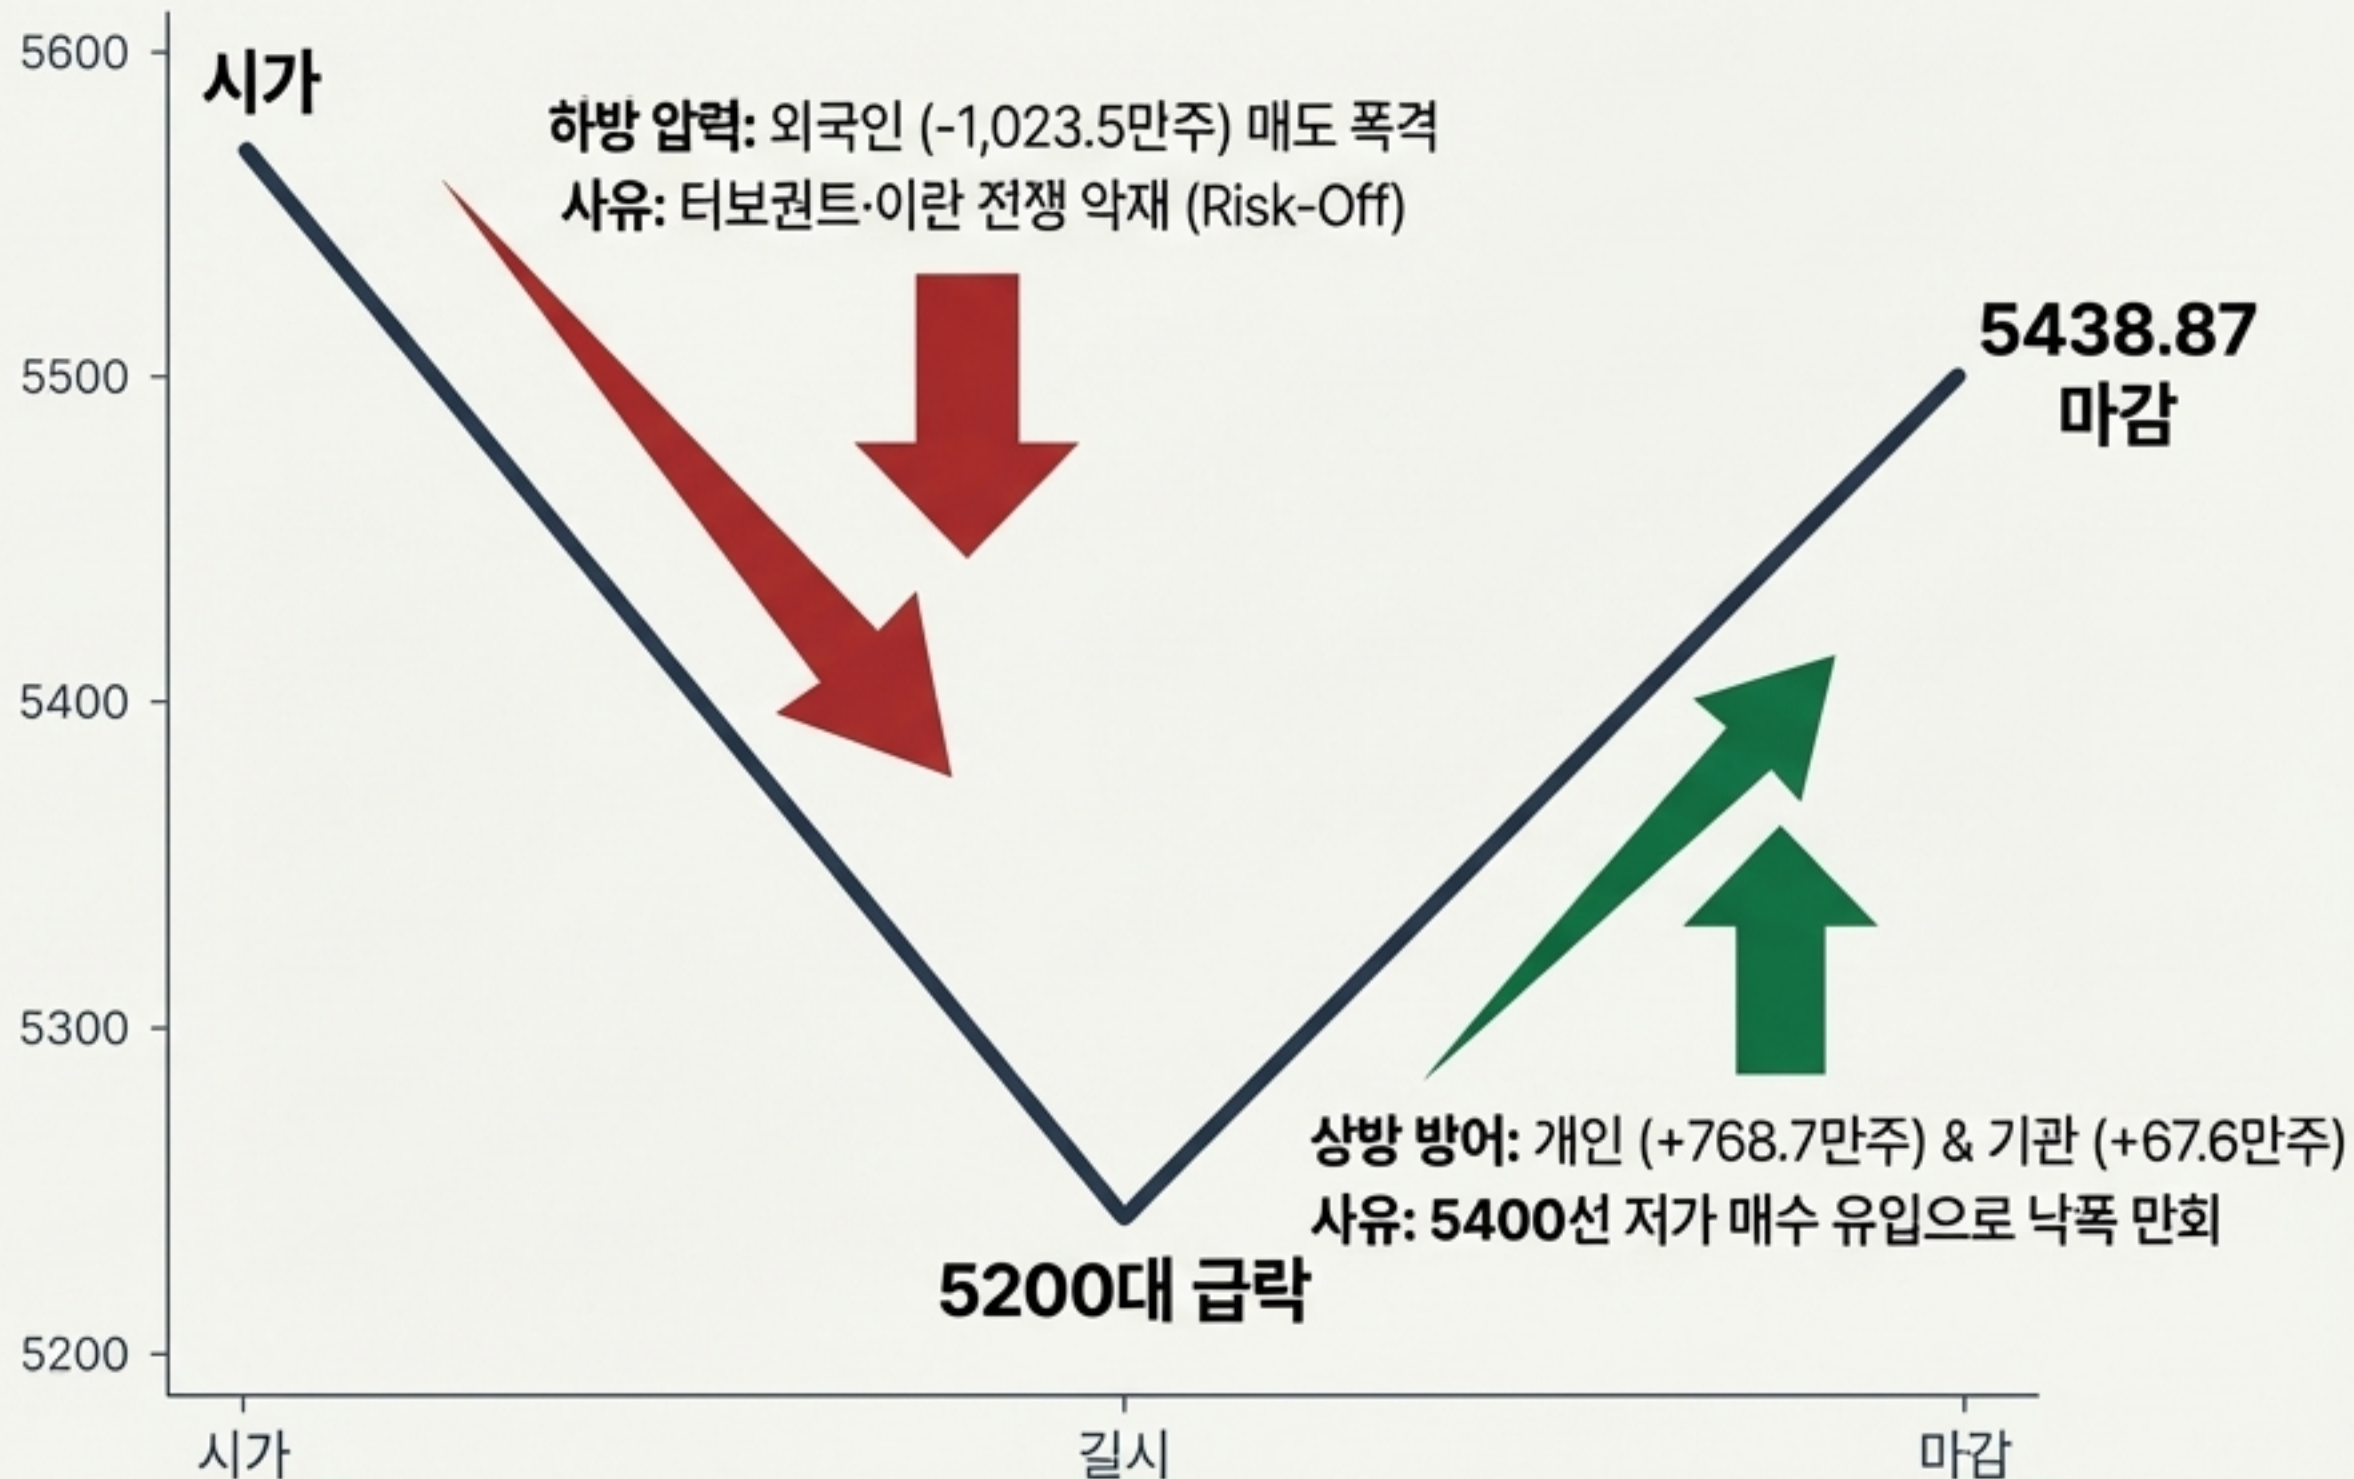 5600
시가
하방 압력: 외국인 (-1,023.5만주) 매도 폭격
사유: 터보퀀트·이란 전쟁 악재 (Risk-Off)
5500
5438.87
마감
5400
5300
상방 방어: 개인 (+768.7만주) & 기관 (+67.6만주)
사유: 5400선 저가 매수 유입으로 낙폭 만회
5200대 급락
5200
시가
길시
마감